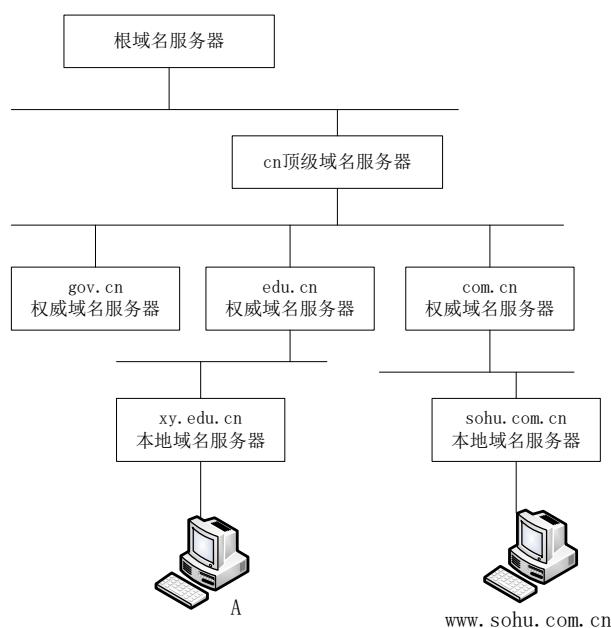 根域名服务器
cn顶级域名服务器
gov.cn
权威域名服务器
edu.cn
权威域名服务器
com.cn
权威域名服务器
xy.edu.cn
本地域名服务器
sohu.com.cn
本地域名服务器
A
www.sohu.com.cn